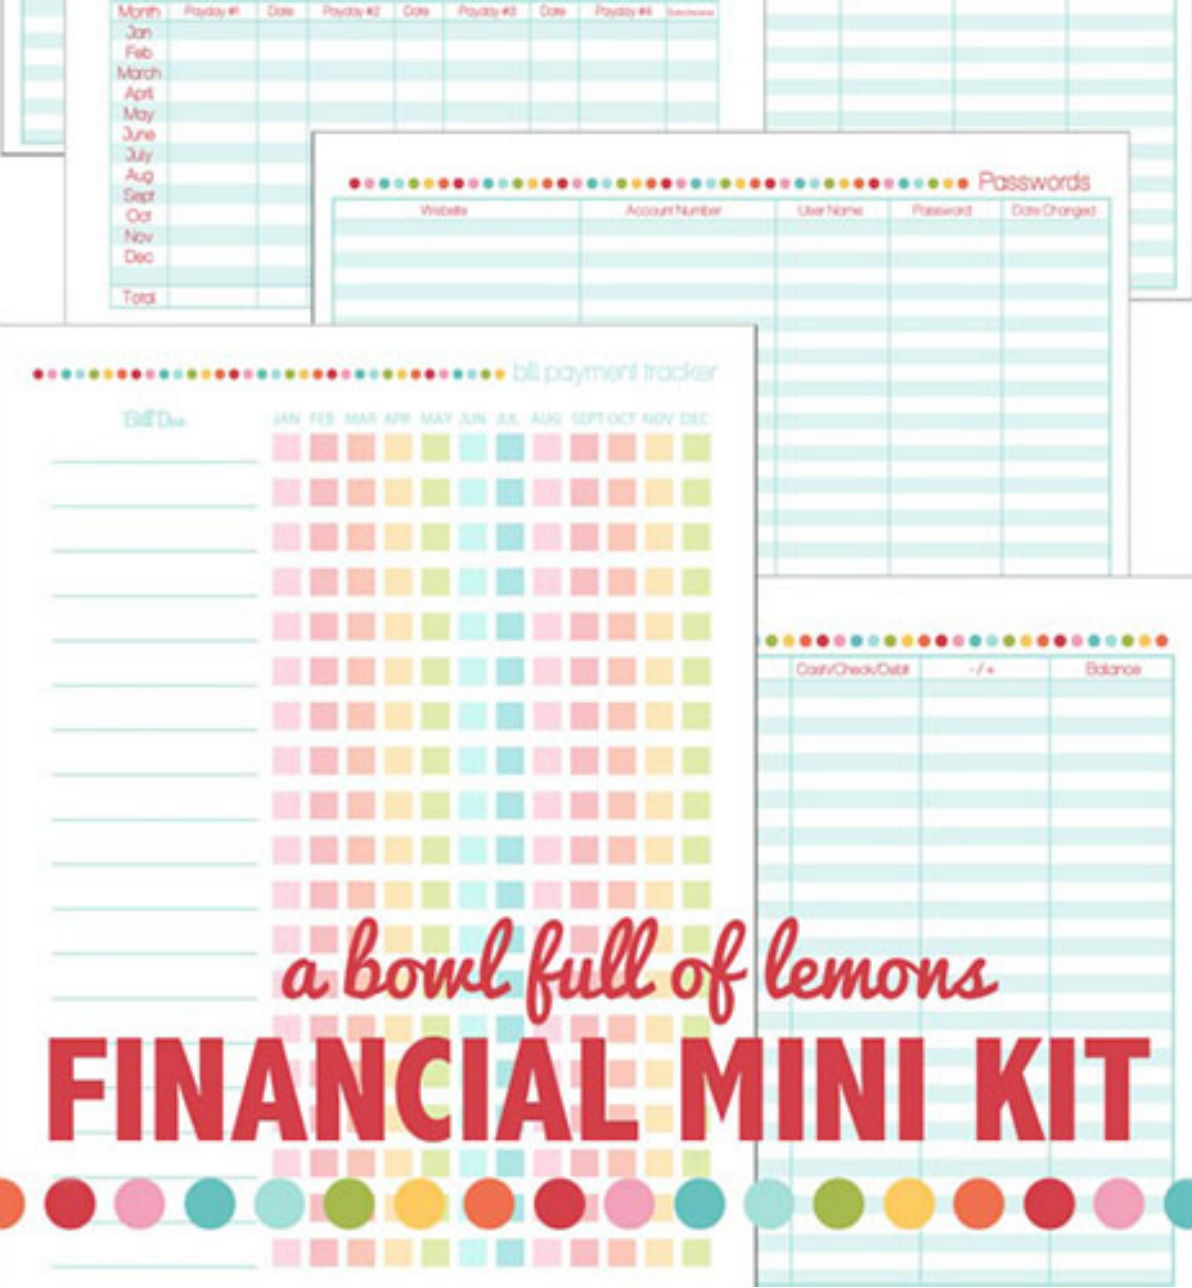 Month Payday #1 Date Payday #2 Date Payday #3 Date Payday #4
Jan
Feb
March
April
May
June
July
Aug
Sept
Oct
Nov
Dec
Total
Passwords
Website Account Number User Name Password Date Changed
bill payment tracker
Bill Due JAN FEB MAR APR MAY JUN JUL AUG SEPT OCT NOV DEC
Cash/Check/Debit - / + Balance
a bowl full of lemons
FINANCIAL MINI KIT